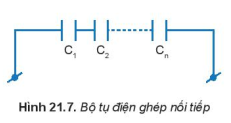 C₁ C₂ Cₙ
Hình 21.7. Bộ tụ điện ghép nối tiếp